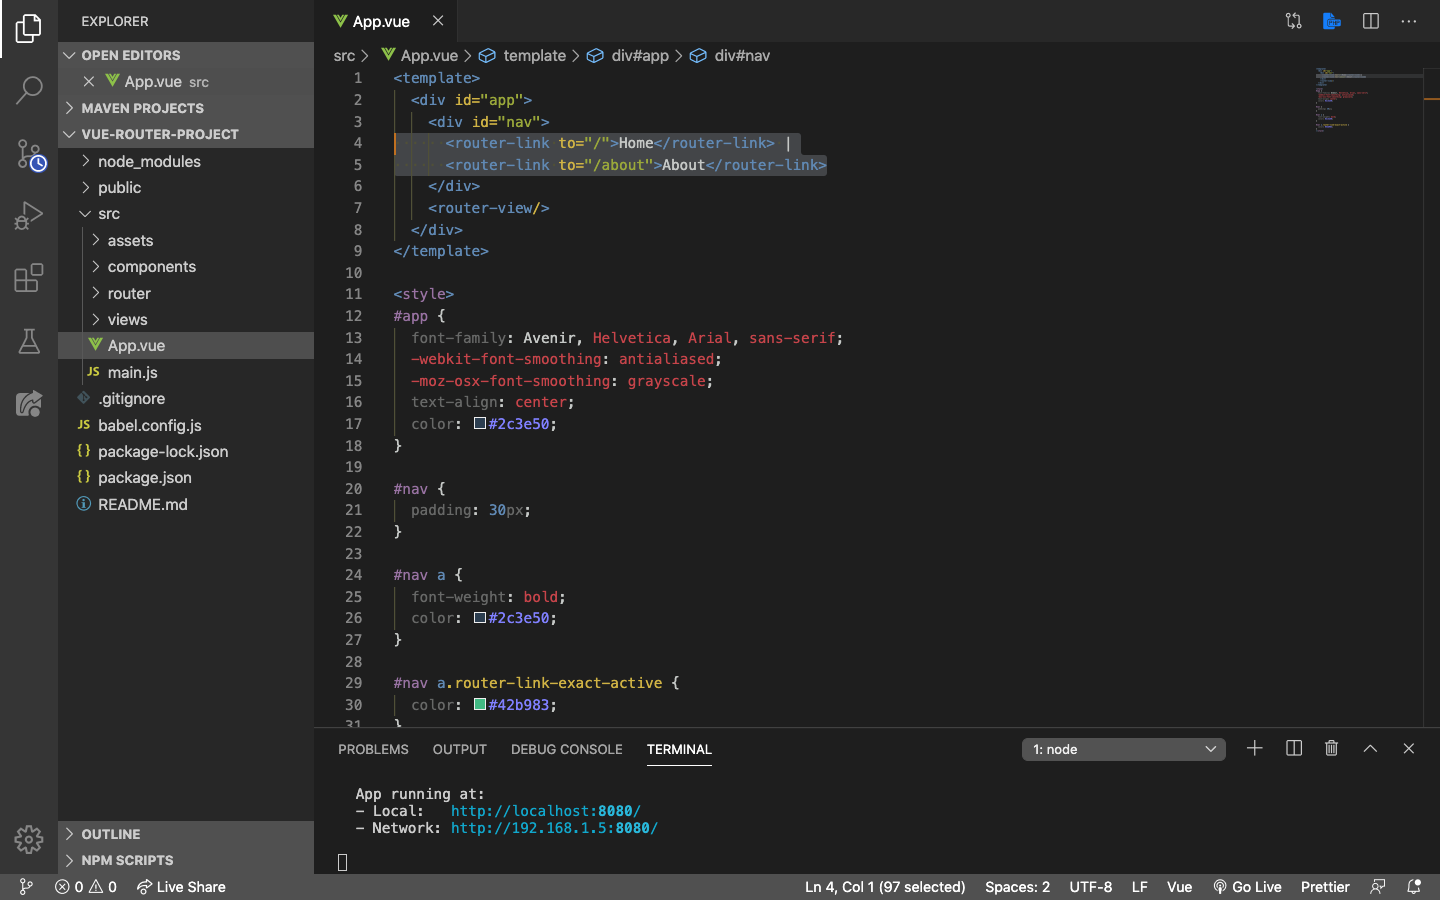 EXPLORER
OPEN EDITORS
App.vue src
MAVEN PROJECTS
VUE-ROUTER-PROJECT
node_modules
public
src
assets
components
router
views
App.vue
JS main.js
.gitignore
JS babel.config.js
{} package-lock.json
{} package.json
README.md
OUTLINE
NPM SCRIPTS
App.vue
src > App.vue > template > div#app > div#nav
1 <template>
2 <div id="app">
3 <div id="nav">
4 <router-link to="/">Home</router-link> |
5 <router-link to="/about">About</router-link>
6 </div>
7 <router-view/>
8 </div>
9 </template>
10
11 <style>
12 #app {
13 font-family: Avenir, Helvetica, Arial, sans-serif;
14 -webkit-font-smoothing: antialiased;
15 -moz-osx-font-smoothing: grayscale;
16 text-align: center;
17 color: #2c3e50;
18 }
19
20 #nav {
21 padding: 30px;
22 }
23
24 #nav a {
25 font-weight: bold;
26 color: #2c3e50;
27 }
28
29 #nav a.router-link-exact-active {
30 color: #42b983;
31 }
PROBLEMS OUTPUT DEBUG CONSOLE TERMINAL 1: node
App running at:
- Local: http://localhost:8080/
- Network: http://192.168.1.5:8080/
0 0 Live Share Ln 4, Col 1 (97 selected) Spaces: 2 UTF-8 LF Vue Go Live Prettier